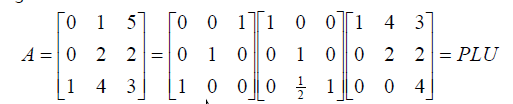 A = [0 1 5; 0 2 2; 1 4 3] = [0 0 1; 0 1 0; 1 0 0] [1 0 0; 0 1 0; 0 1/2 1] [1 4 3; 0 2 2; 0 0 4] = PLU